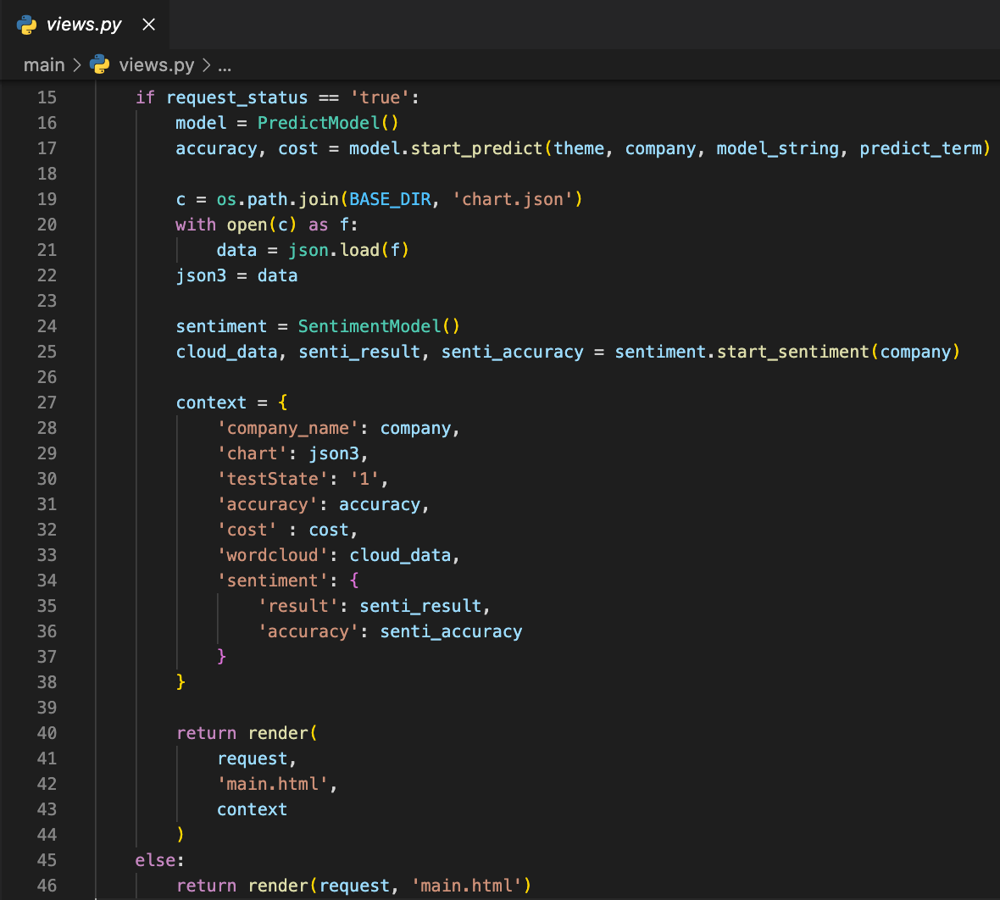 views.py ×
main > views.py > ...
15 if request_status == 'true':
16 model = PredictModel()
17 accuracy, cost = model.start_predict(theme, company, model_string, predict_term)
18
19 c = os.path.join(BASE_DIR, 'chart.json')
20 with open(c) as f:
21 data = json.load(f)
22 json3 = data
23
24 sentiment = SentimentModel()
25 cloud_data, senti_result, senti_accuracy = sentiment.start_sentiment(company)
26
27 context = {
28 'company_name': company,
29 'chart': json3,
30 'testState': '1',
31 'accuracy': accuracy,
32 'cost' : cost,
33 'wordcloud': cloud_data,
34 'sentiment': {
35 'result': senti_result,
36 'accuracy': senti_accuracy
37 }
38 }
39
40 return render(
41 request,
42 'main.html',
43 context
44 )
45 else:
46 return render(request, 'main.html')